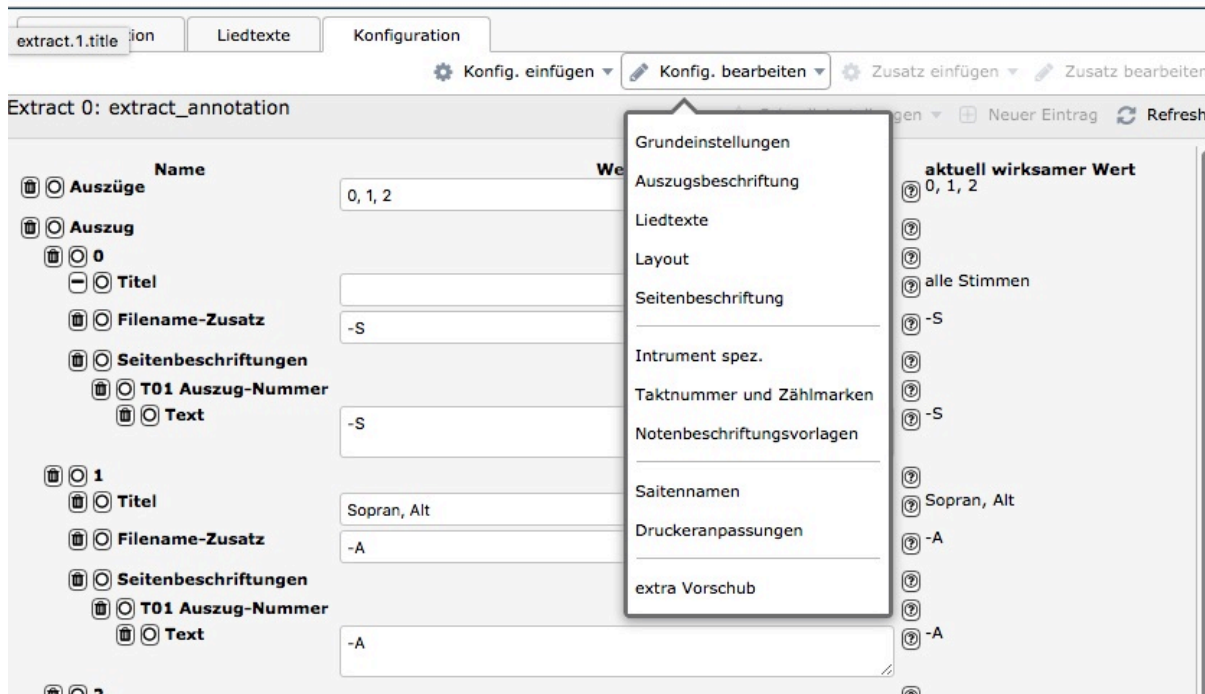 extract.1.title
Liedtexte
Konfiguration
Konfig. einfügen
Konfig. bearbeiten
Zusatz einfügen
Zusatz bearbeiten
Extract 0: extract_annotation
Neuer Eintrag
Refresh
Grundeinstellungen
Auszugsbeschriftung
Liedtexte
Layout
Seitenbeschriftung
Intrument spez.
Taktnummer und Zählmarken
Notenbeschriftungsvorlagen
Saitennamen
Druckeranpassungen
extra Vorschub
Name
aktuell wirksamer Wert
Auszüge
0, 1, 2
0, 1, 2
Auszug
0
Titel
alle Stimmen
Filename-Zusatz
-S
-S
Seitenbeschriftungen
T01 Auszug-Nummer
Text
-S
-S
1
Titel
Sopran, Alt
Sopran, Alt
Filename-Zusatz
-A
-A
Seitenbeschriftungen
T01 Auszug-Nummer
Text
-A
-A